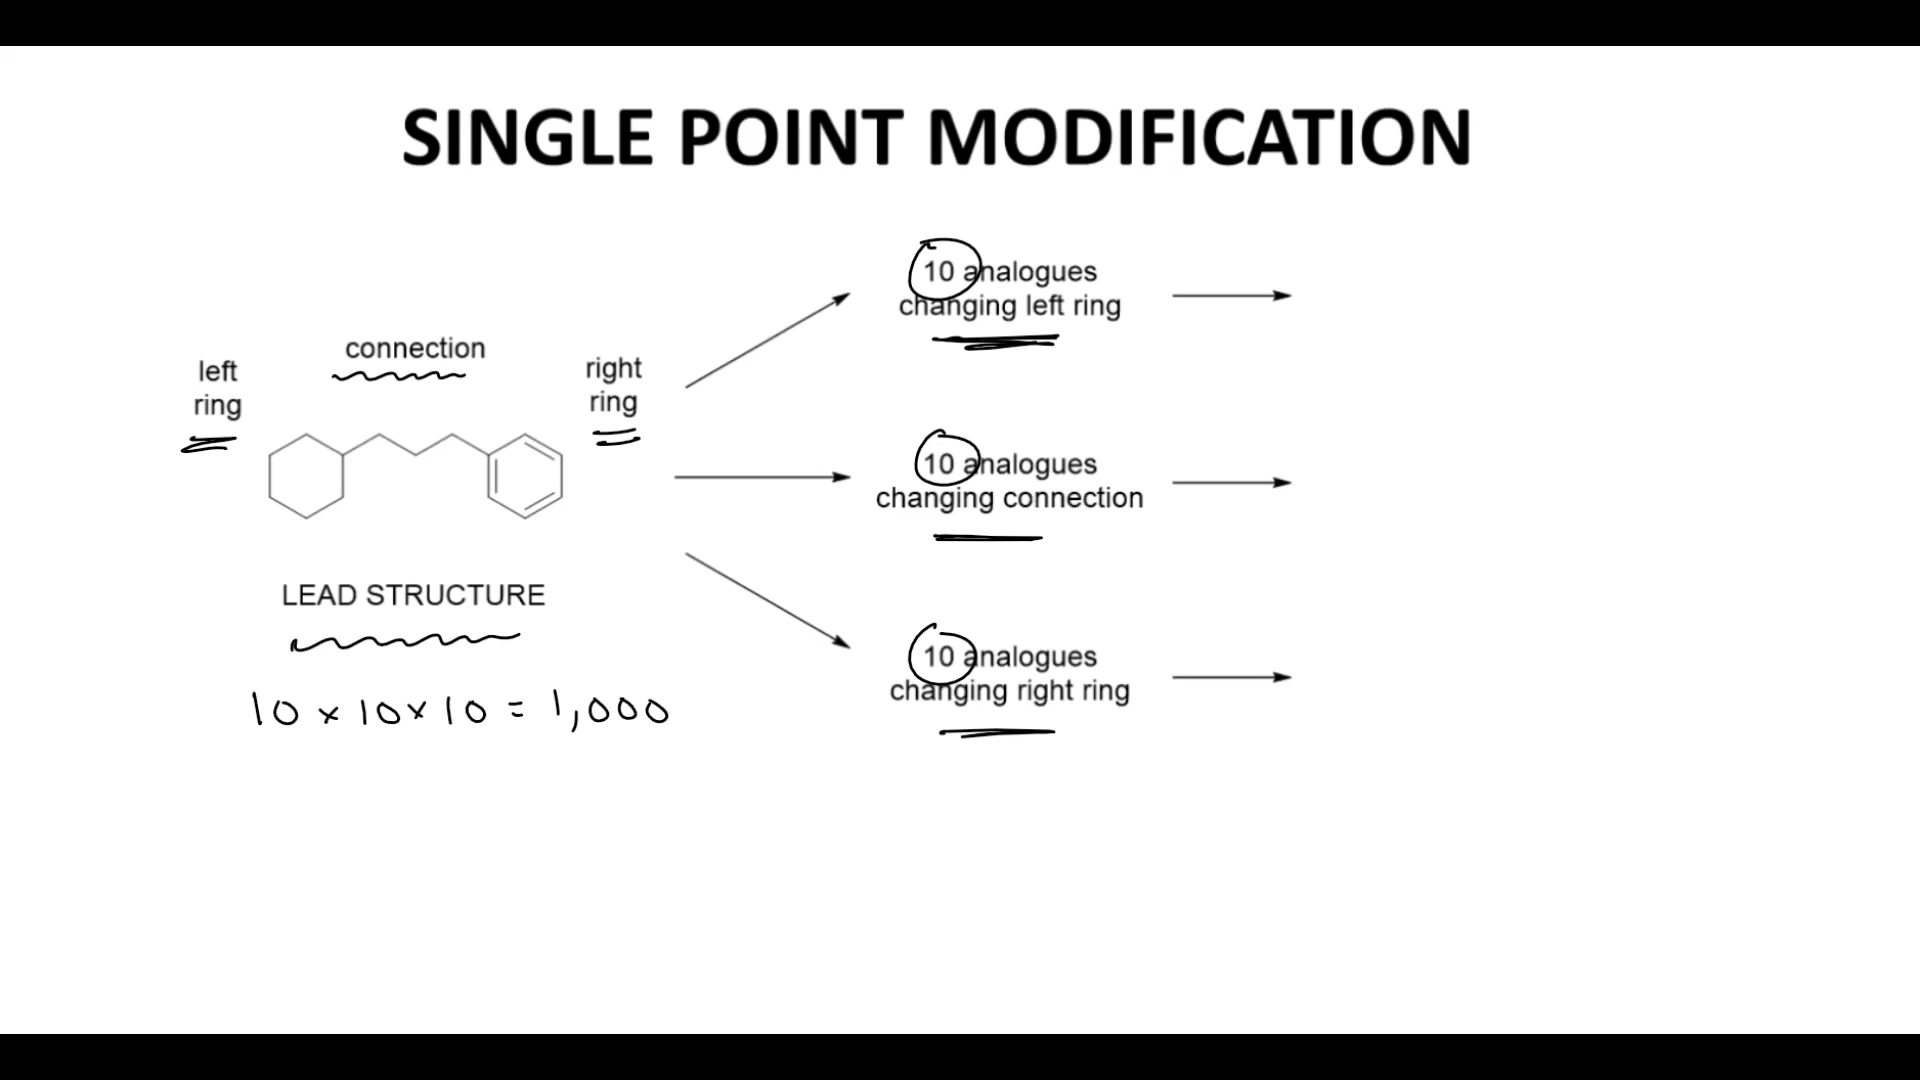 SINGLE POINT MODIFICATION
left
ring
connection
right
ring
LEAD STRUCTURE
10 x 10 x 10 = 1,000
10 analogues
changing left ring
10 analogues
changing connection
10 analogues
changing right ring